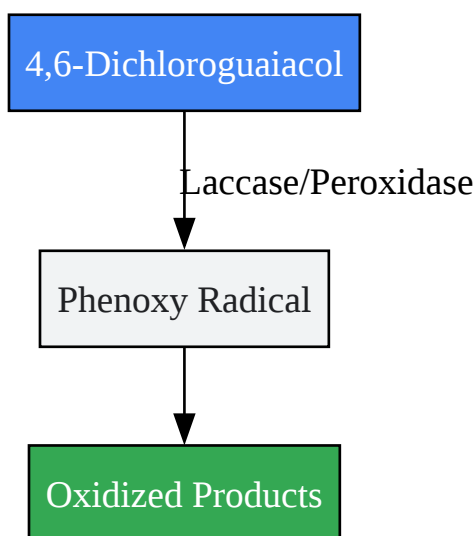 4,6-Dichloroguaiacol
Laccase/Peroxidase
Phenoxy Radical
Oxidized Products